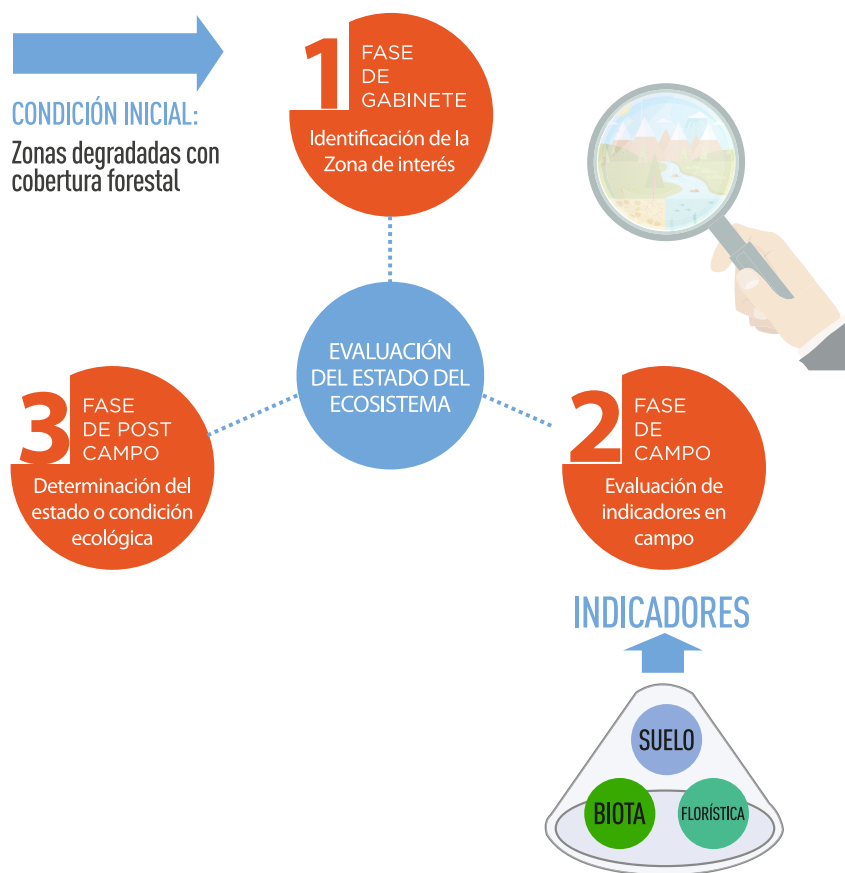 CONDICIÓN INICIAL:
Zonas degradadas con
cobertura forestal
1
FASE
DE
GABINETE
Identificación de la
Zona de interés
EVALUACIÓN
DEL ESTADO DEL
ECOSISTEMA
3
FASE
DE POST
CAMPO
Determinación del
estado o condición
ecológica
2
FASE
DE
CAMPO
Evaluación de
indicadores en
campo
INDICADORES
SUELO
BIOTA
FLORÍSTICA